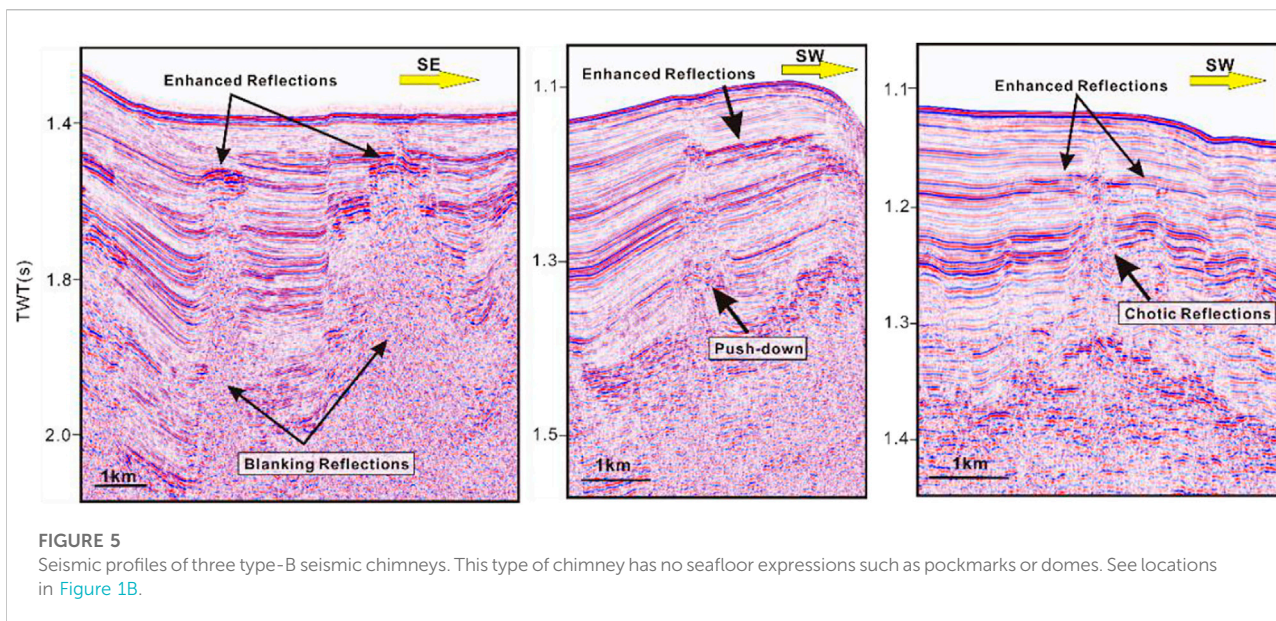 SE
Enhanced Reflections
1.4
TWT(s)
1.8
2.0
Blanking Reflections
1km
SW
Enhanced Reflections
1.1
1.3
Push-down
1.5
1km
SW
Enhanced Reflections
1.1
1.2
Chotic Reflections
1.3
1.4
1km
FIGURE 5
Seismic profiles of three type-B seismic chimneys. This type of chimney has no seafloor expressions such as pockmarks or domes. See locations
in Figure 1B.